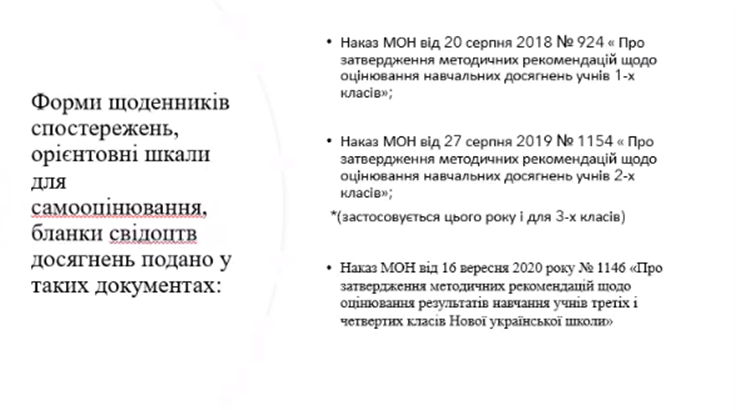 Форми щоденників
спостережень,
орієнтовні шкали
для
самооцінювання,
бланки свідоцтв
досягнень подано у
таких документах:
• Наказ МОН від 20 серпня 2018 № 924 « Про
затвердження методичних рекомендацій щодо
оцінювання навчальних досягнень учнів 1-х
класів»;
• Наказ МОН від 27 серпня 2019 № 1154 « Про
затвердження методичних рекомендацій щодо
оцінювання навчальних досягнень учнів 2-х
класів»;
*(застосовується цього року і для 3-х класів)
• Наказ МОН від 16 вересня 2020 року № 1146 «Про
затвердження методичних рекомендацій щодо
оцінювання результатів навчання учнів третіх і
четвертих класів Нової української школи»